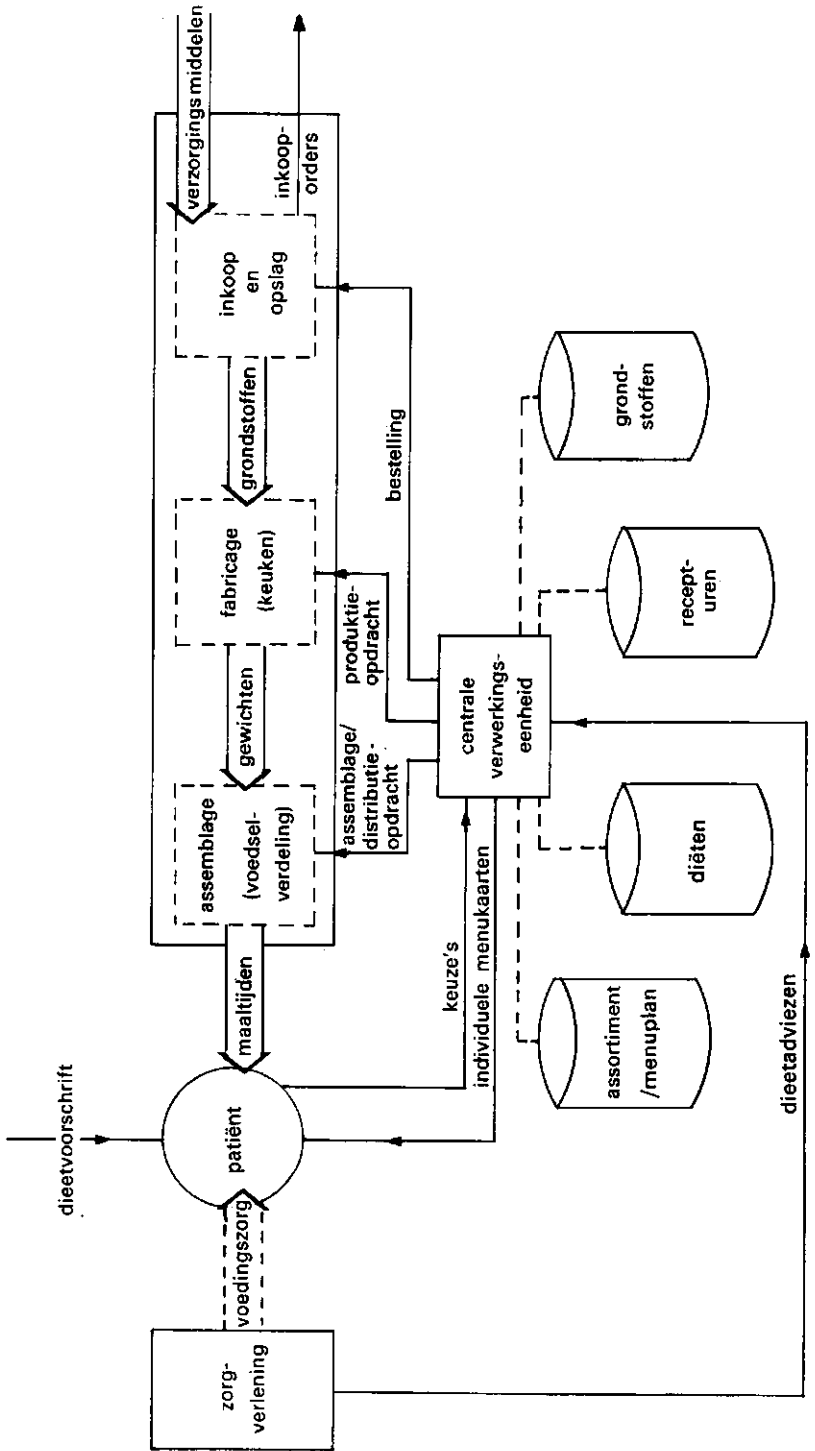 dieetvoorschrift
zorg-
verlening
voedingszorg
patiënt
maaltijden
assemblage
(voedsel-
verdeling)
gewichten
fabricage
(keuken)
grondstoffen
inkoop
en
opslag
verzorgingsmiddelen
inkoop-
orders
assemblage/
distributie-
opdracht
produktie-
opdracht
bestelling
keuze's
individuele menukaarten
centrale
verwerkings-
eenheid
assortiment
/menuplan
diëten
recept-
uren
grond-
stoffen
dieetadviezen